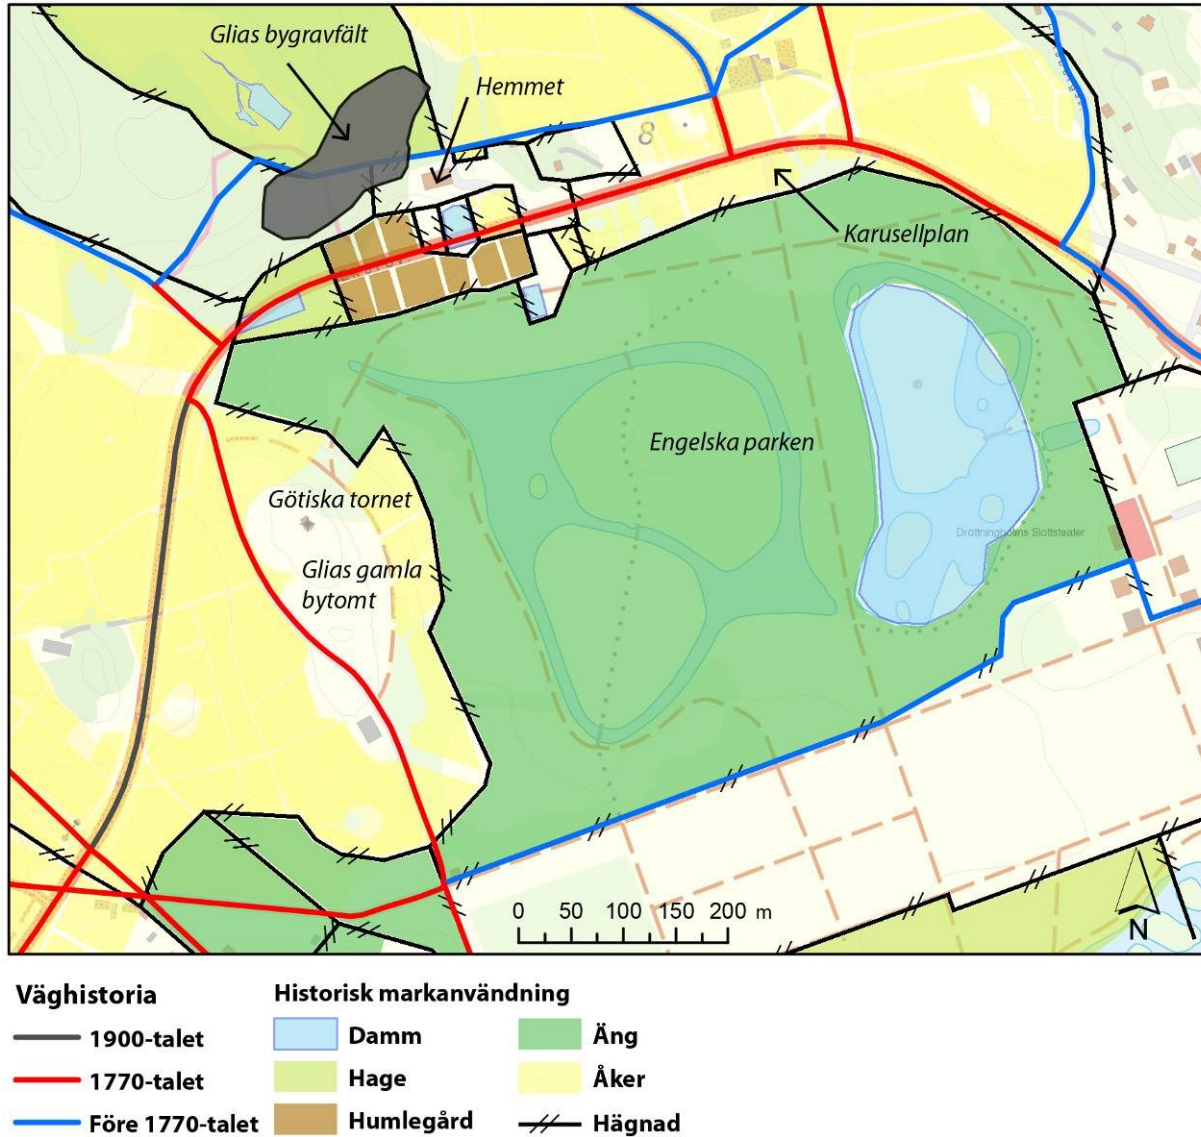 Glias bygravfält
Hemmet
8
Karusellplan
Engelska parken
Götiska tornet
Drottningholms Slottsteater
Glias gamla
bytomt
0 50 100 150 200 m
N
Väghistoria
1900-talet
1770-talet
Före 1770-talet
Historisk markanvändning
Damm
Hage
Humlegård
Äng
Åker
Hägnad